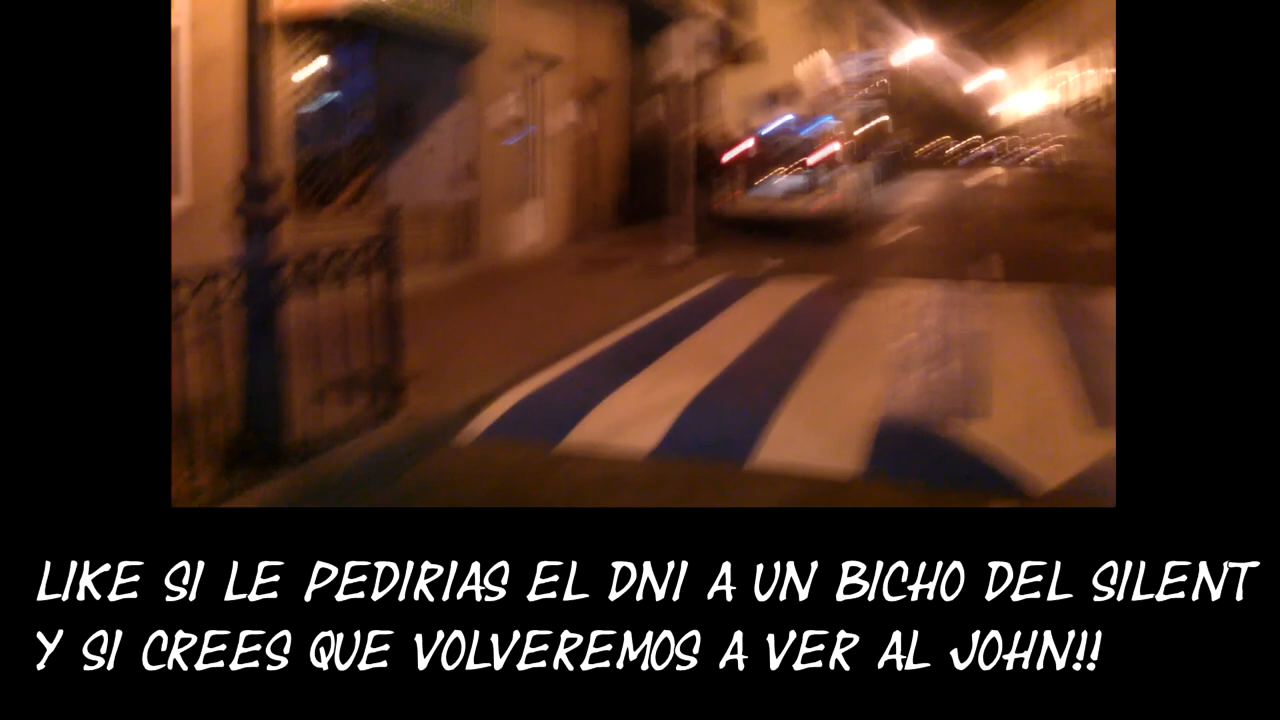 LIKE SI LE PEDIRIAS EL DNI A UN BICHO DEL SILENT
Y SI CREES QUE VOLVEREMOS A VER AL JOHN!!